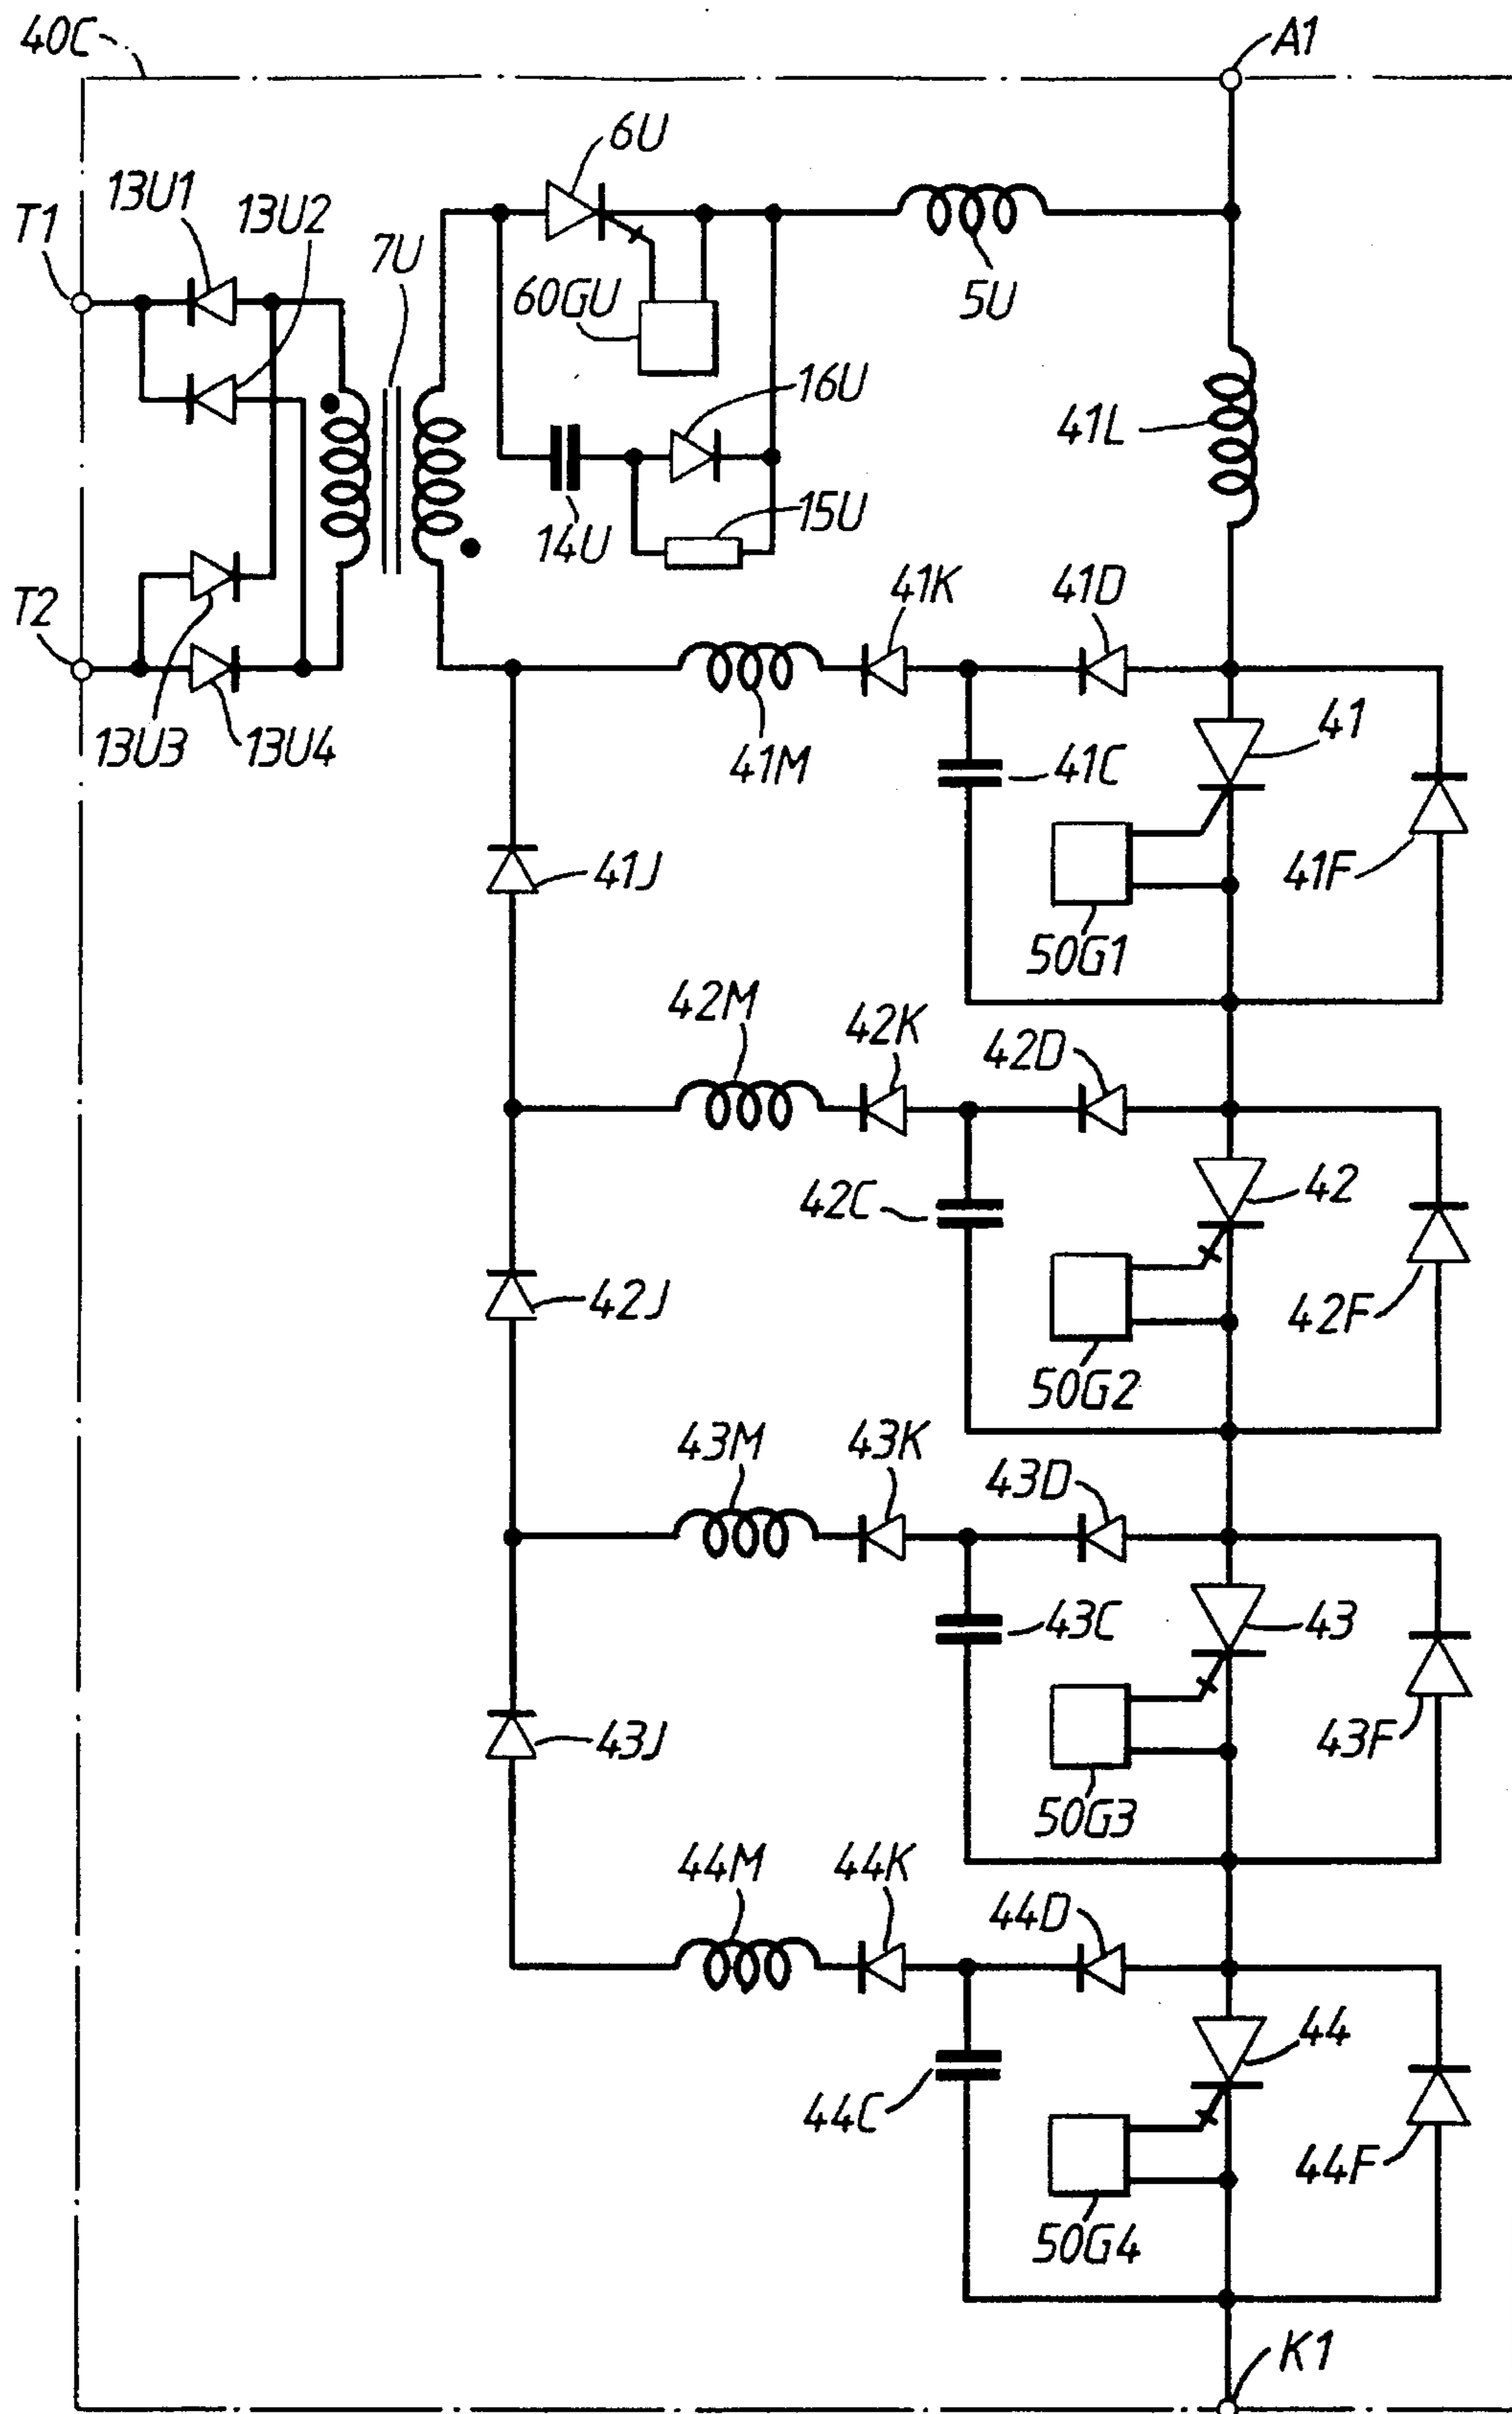 40C
A1
6U
13U1
13U2
T1
7U
60GU
5U
16U
41L
14U
15U
T2
41K
41D
13U3
13U4
41M
41C
41
41J
41F
50G1
42M
42K
42D
42C
42
42J
42F
50G2
43M
43K
43D
43C
43
43J
43F
50G3
44M
44K
44D
44
44C
44F
50G4
K1